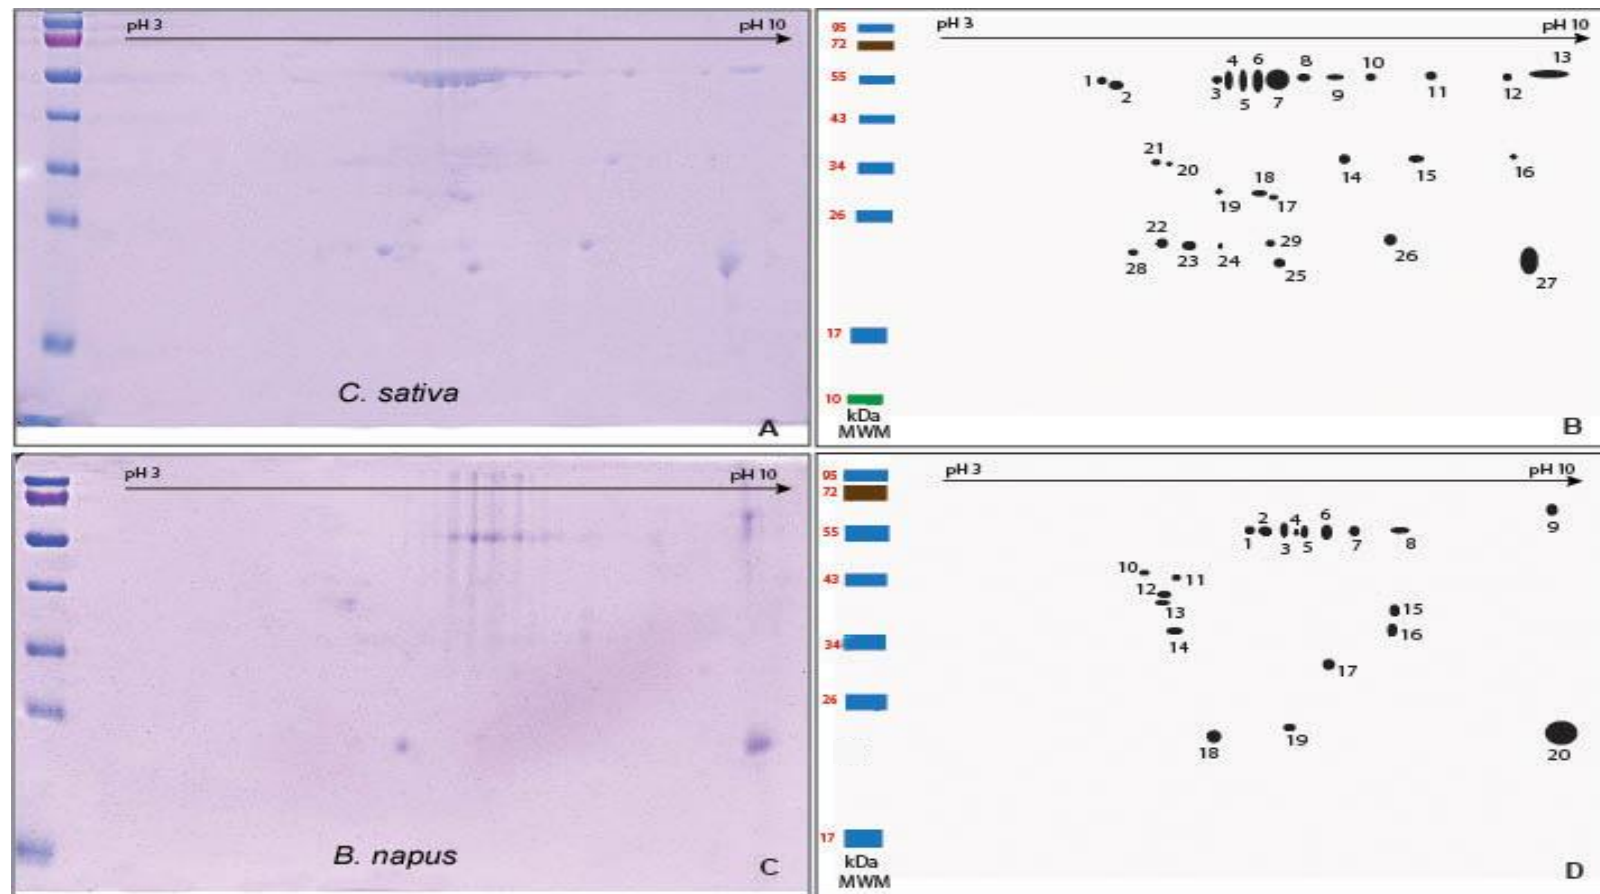 pH 3 pH 10
C. sativa
A
pH 3 pH 10
95
72
55
43
34
26
17
10
kDa
MWM
4 6 8 10 13
1 2 3 5 7 9 11 12
21 20 14 15 16
18
19 17
22 29 26
28 23 24 25 27
B
pH 3 pH 10
B. napus
C
pH 3 pH 10
95
72
55
43
34
26
17
kDa
MWM
2 4 6 9
1 3 5 7 8
10 11
12
13 15
14 16
17
18 19 20
D